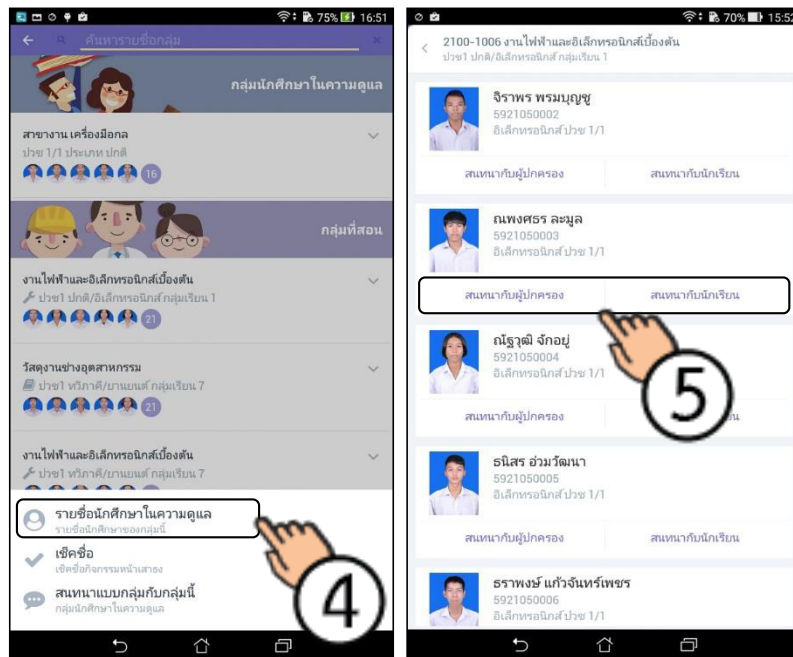 75% 16:51
ค้นหารายชื่อกลุ่ม
กลุ่มนักศึกษาในความดูแล
สาขางาน เครื่องมือกล
ปวช 1/1 ประเภท ปกติ
16
กลุ่มที่สอน
งานไฟฟ้าและอิเล็กทรอนิกส์เบื้องต้น
ปวช1 ปกติ/อิเล็กทรอนิกส์ กลุ่มเรียน 1
21
วัสดุงานช่างอุตสาหกรรม
ปวช1 ทวิภาคี/ยานยนต์ กลุ่มเรียน 7
21
งานไฟฟ้าและอิเล็กทรอนิกส์เบื้องต้น
ปวช1 ทวิภาคี/ยานยนต์ กลุ่มเรียน 7
รายชื่อนักศึกษาในความดูแล
รายชื่อนักศึกษาของกลุ่มนี้
เช็คชื่อ
เช็คชื่อกิจกรรมหน้าเสาธง
สนทนาแบบกลุ่มกับกลุ่มนี้
กลุ่มนักศึกษาในความดูแล
4
70% 15:52
2100-1006 งานไฟฟ้าและอิเล็กทรอนิกส์เบื้องต้น
ปวช1 ปกติ/อิเล็กทรอนิกส์ กลุ่มเรียน 1
จิราพร พรมบุญชู
5921050002
อิเล็กทรอนิกส์ ปวช 1/1
สนทนากับผู้ปกครอง สนทนากับนักเรียน
ณพงศธร ละมูล
5921050003
อิเล็กทรอนิกส์ ปวช 1/1
สนทนากับผู้ปกครอง สนทนากับนักเรียน
ณัฐวุฒิ จักอยู่
5921050004
อิเล็กทรอนิกส์ ปวช 1/1
สนทนากับผู้ปกครอง
5
ธนิสร อ่วมวัฒนา
5921050005
อิเล็กทรอนิกส์ ปวช 1/1
สนทนากับผู้ปกครอง สนทนากับนักเรียน
ธราพงษ์ แก้วจันทร์เพชร
5921050006
อิเล็กทรอนิกส์ ปวช 1/1